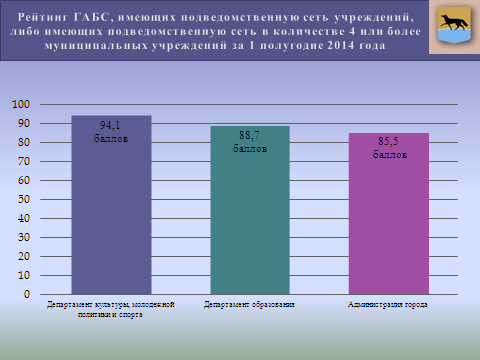 Рейтинг ГАБС, имеющих подведомственную сеть учреждений,
либо имеющих подведомственную сеть в количестве 4 или более
муниципальных учреждений за 1 полугодие 2014 года
100
90
80
70
60
50
40
30
20
10
0
94,1
баллов
88,7
баллов
85,5
баллов
Департамент культуры, молодежной
политики и спорта
Департамент образования
Администрация города